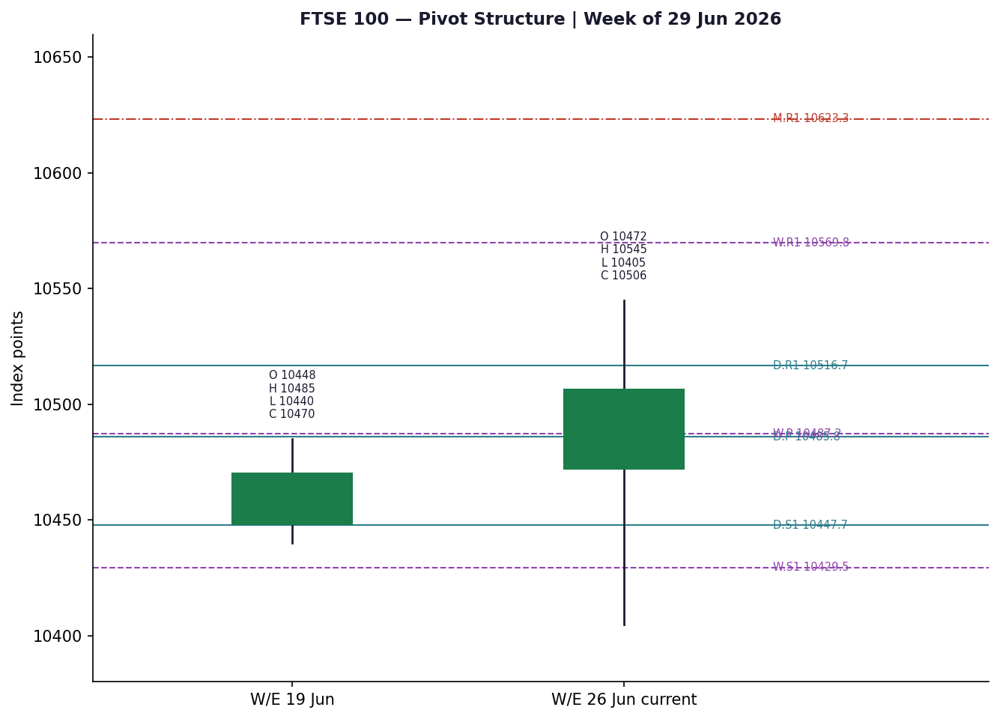 FTSE 100 — Pivot Structure | Week of 29 Jun 2026
Index points
10650
10600
10550
10500
10450
10400
M.R1 10623.3
W.R1 10569.8
O 10472
H 10545
L 10405
C 10506
D.R1 10516.7
O 10448
H 10485
L 10440
C 10470
W.P 10487.2
D.P 10485.8
D.S1 10447.7
W.S1 10429.5
W/E 19 Jun
W/E 26 Jun current